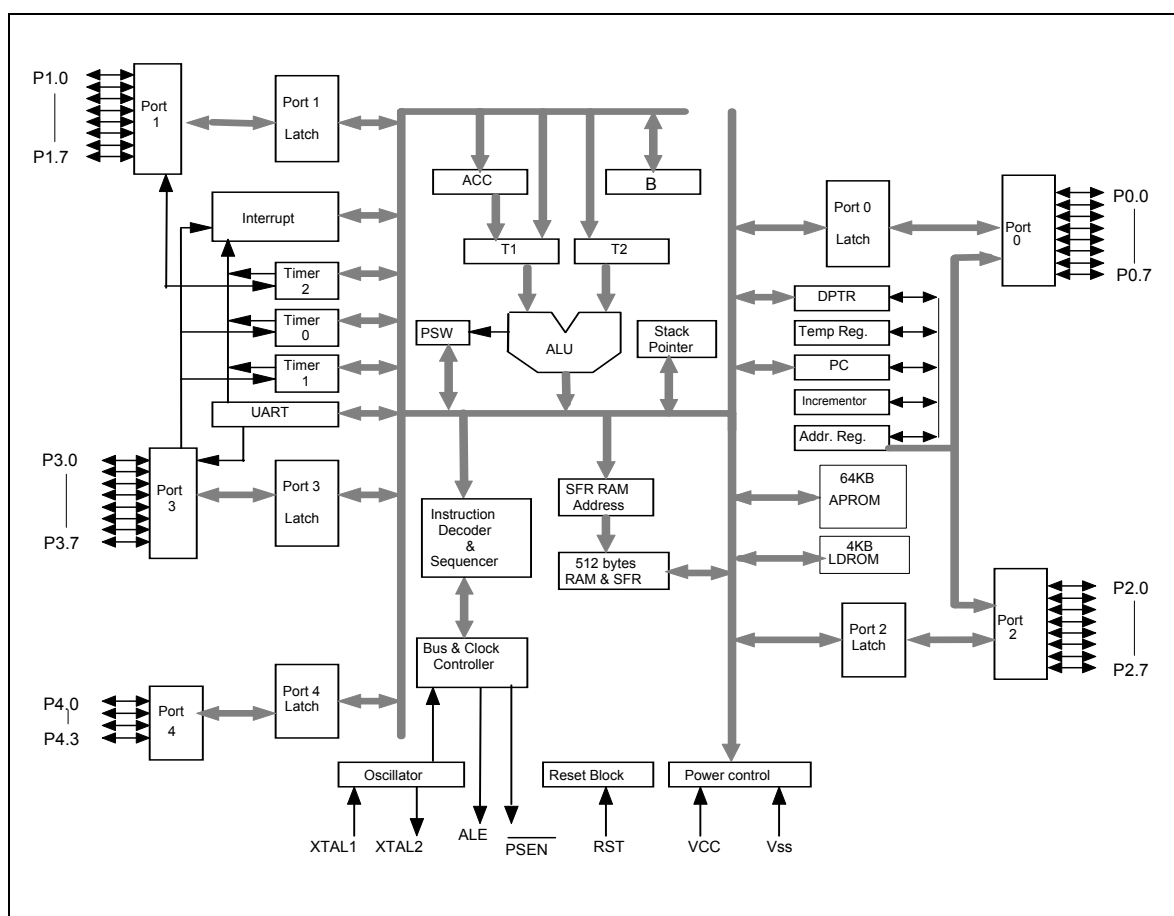 P1.0
P1.7
Port
1
Port 1
Latch
ACC
B
Interrupt
T1
T2
Port 0
Latch
Port
0
P0.0
P0.7
Timer
2
Timer
0
Timer
1
UART
PSW
ALU
Stack
Pointer
DPTR
Temp Reg.
PC
Incrementor
Addr. Reg.
P3.0
P3.7
Port
3
Port 3
Latch
Instruction
Decoder
&
Sequencer
SFR RAM
Address
512 bytes
RAM & SFR
64KB
APROM
4KB
LDROM
Bus & Clock
Controller
Port 2
Latch
Port
2
P2.0
P2.7
P4.0
P4.3
Port
4
Port 4
Latch
Oscillator
Reset Block
Power control
XTAL1
XTAL2
ALE
PSEN
RST
VCC
Vss